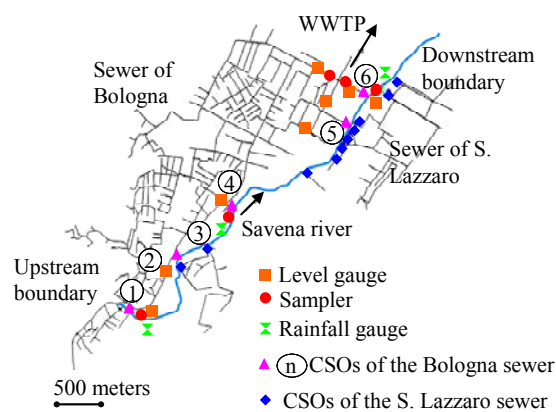 WWTP
Downstream
boundary
6
Sewer of
Bologna
5
Sewer of S.
Lazzaro
4
3
Savena river
2
Upstream
boundary
1
Level gauge
Sampler
Rainfall gauge
n CSOs of the Bologna sewer
500 meters
CSOs of the S. Lazzaro sewer